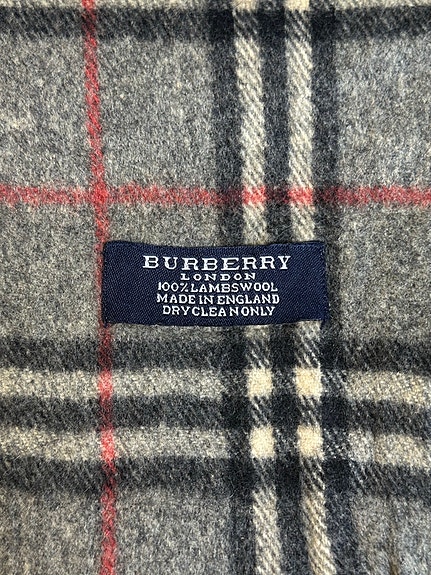 BURBERRY
LONDON
100% LAMBSWOOL
MADE IN ENGLAND
DRY CLEAN ONLY